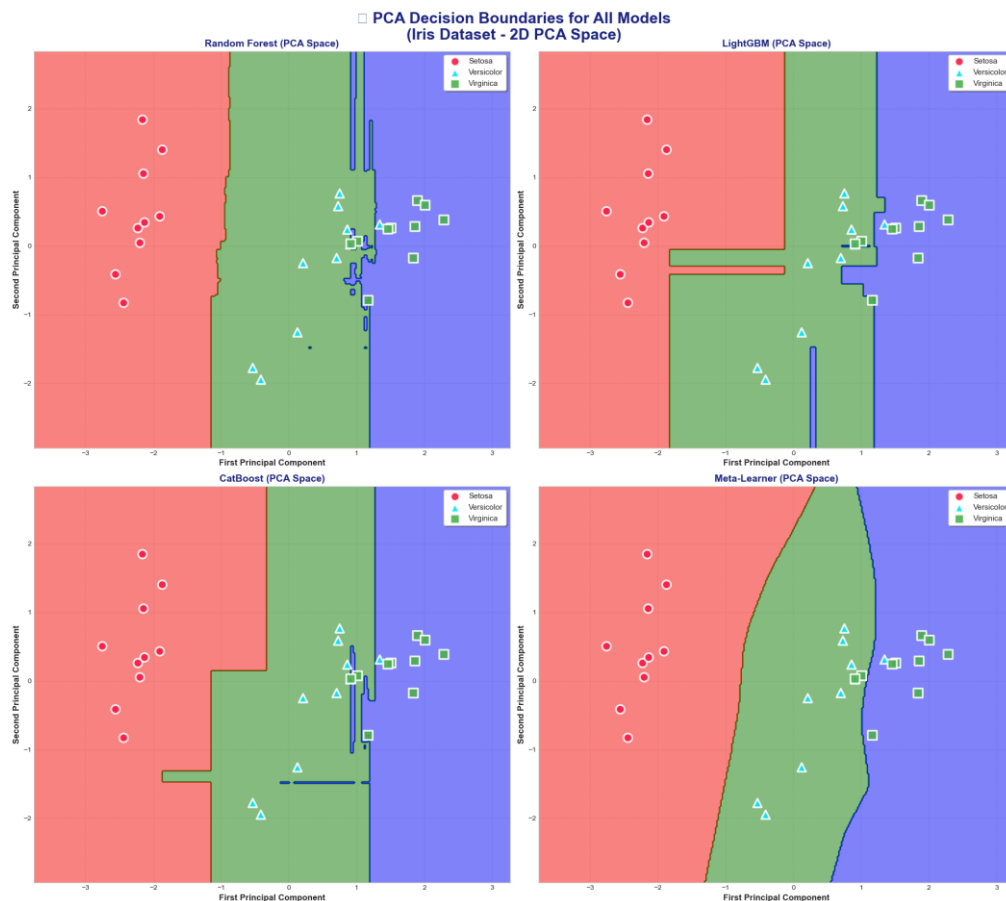 PCA Decision Boundaries for All Models
(Iris Dataset - 2D PCA Space)
Random Forest (PCA Space)
Setosa
Versicolor
Virginica
Second Principal Component
2
1
0
−1
−2
−3
−2
−1
0
1
2
3
First Principal Component
LightGBM (PCA Space)
Setosa
Versicolor
Virginica
Second Principal Component
2
1
0
−1
−2
−3
−2
−1
0
1
2
3
First Principal Component
CatBoost (PCA Space)
Setosa
Versicolor
Virginica
Second Principal Component
2
1
0
−1
−2
−3
−2
−1
0
1
2
3
First Principal Component
Meta-Learner (PCA Space)
Setosa
Versicolor
Virginica
Second Principal Component
2
1
0
−1
−2
−3
−2
−1
0
1
2
3
First Principal Component